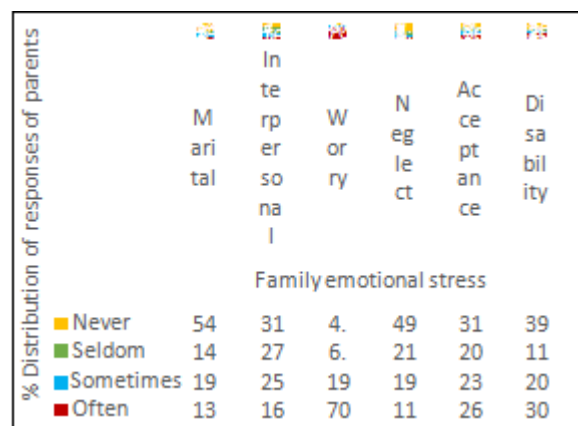 % Distribution of responses of parents
M
ari
tal
In
te
rp
er
so
na
l
W
or
ry
N
eg
le
ct
Ac
ce
pt
an
ce
Di
sa
bil
ity
Family emotional stress
Never 54 31 4. 49 31 39
Seldom 14 27 6. 21 20 11
Sometimes 19 25 19 19 23 20
Often 13 16 70 11 26 30